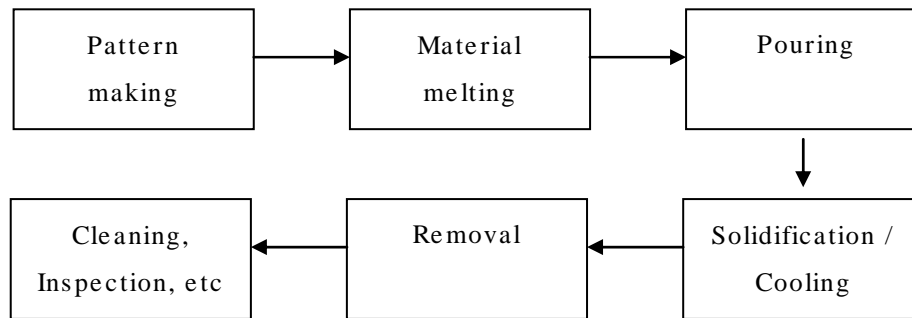 Pattern
making
Material
melting
Pouring
Solidification /
Cooling
Removal
Cleaning,
Inspection, etc